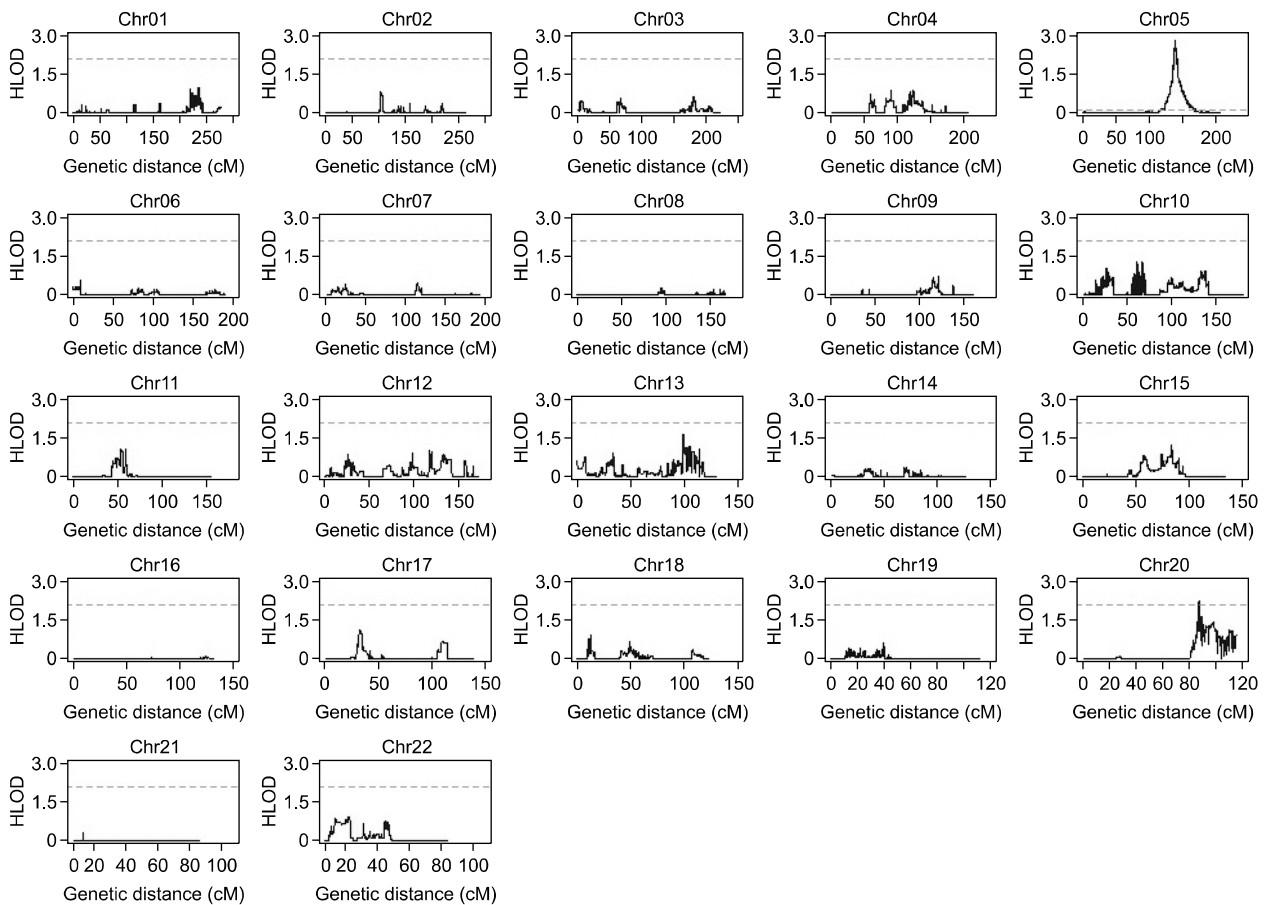 Chr01 Chr02 Chr03 Chr04 Chr05
3.0 3.0 3.0 3.0 3.0
HLOD HLOD HLOD HLOD HLOD
1.5 1.5 1.5 1.5 1.5
0 0 0 0 0
0 50 150 250 0 50 150 250 0 50 150 250 0 50 100 200 0 50 100 200
Genetic distance (cM) Genetic distance (cM) Genetic distance (cM) Genetic distance (cM) Genetic distance (cM)
Chr06 Chr07 Chr08 Chr09 Chr10
3.0 3.0 3.0 3.0 3.0
HLOD HLOD HLOD HLOD HLOD
1.5 1.5 1.5 1.5 1.5
0 0 0 0 0
0 50 100 150 200 0 50 100 150 200 0 50 100 150 0 50 100 150 0 50 100 150
Genetic distance (cM) Genetic distance (cM) Genetic distance (cM) Genetic distance (cM) Genetic distance (cM)
Chr11 Chr12 Chr13 Chr14 Chr15
3.0 3.0 3.0 3.0 3.0
HLOD HLOD HLOD HLOD HLOD
1.5 1.5 1.5 1.5 1.5
0 0 0 0 0
0 50 100 150 0 50 100 150 0 50 100 150 0 50 100 150 0 50 100 150
Genetic distance (cM) Genetic distance (cM) Genetic distance (cM) Genetic distance (cM) Genetic distance (cM)
Chr16 Chr17 Chr18 Chr19 Chr20
3.0 3.0 3.0 3.0 3.0
HLOD HLOD HLOD HLOD HLOD
1.5 1.5 1.5 1.5 1.5
0 0 0 0 0
0 50 100 150 0 50 100 150 0 50 100 150 0 20 40 60 80 120 0 20 40 60 80 120
Genetic distance (cM) Genetic distance (cM) Genetic distance (cM) Genetic distance (cM) Genetic distance (cM)
Chr21 Chr22
3.0 3.0
HLOD HLOD
1.5 1.5
0 0
0 20 40 60 80 100 0 20 40 60 80 100
Genetic distance (cM) Genetic distance (cM)